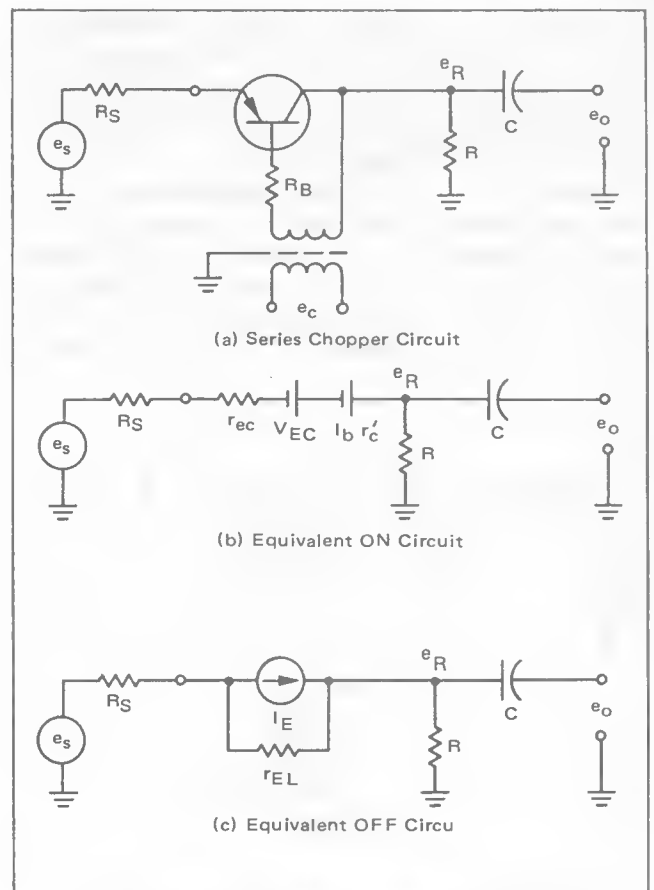 e_R
R_S
e_s
C
e_o
R
R_B
e_c
(a) Series Chopper Circuit
e_R
R_S
r_ec
V_EC
I_b r'_c
C
e_o
e_s
R
(b) Equivalent ON Circuit
e_R
R_S
I_E
C
e_o
e_s
R
r_EL
(c) Equivalent OFF Circu